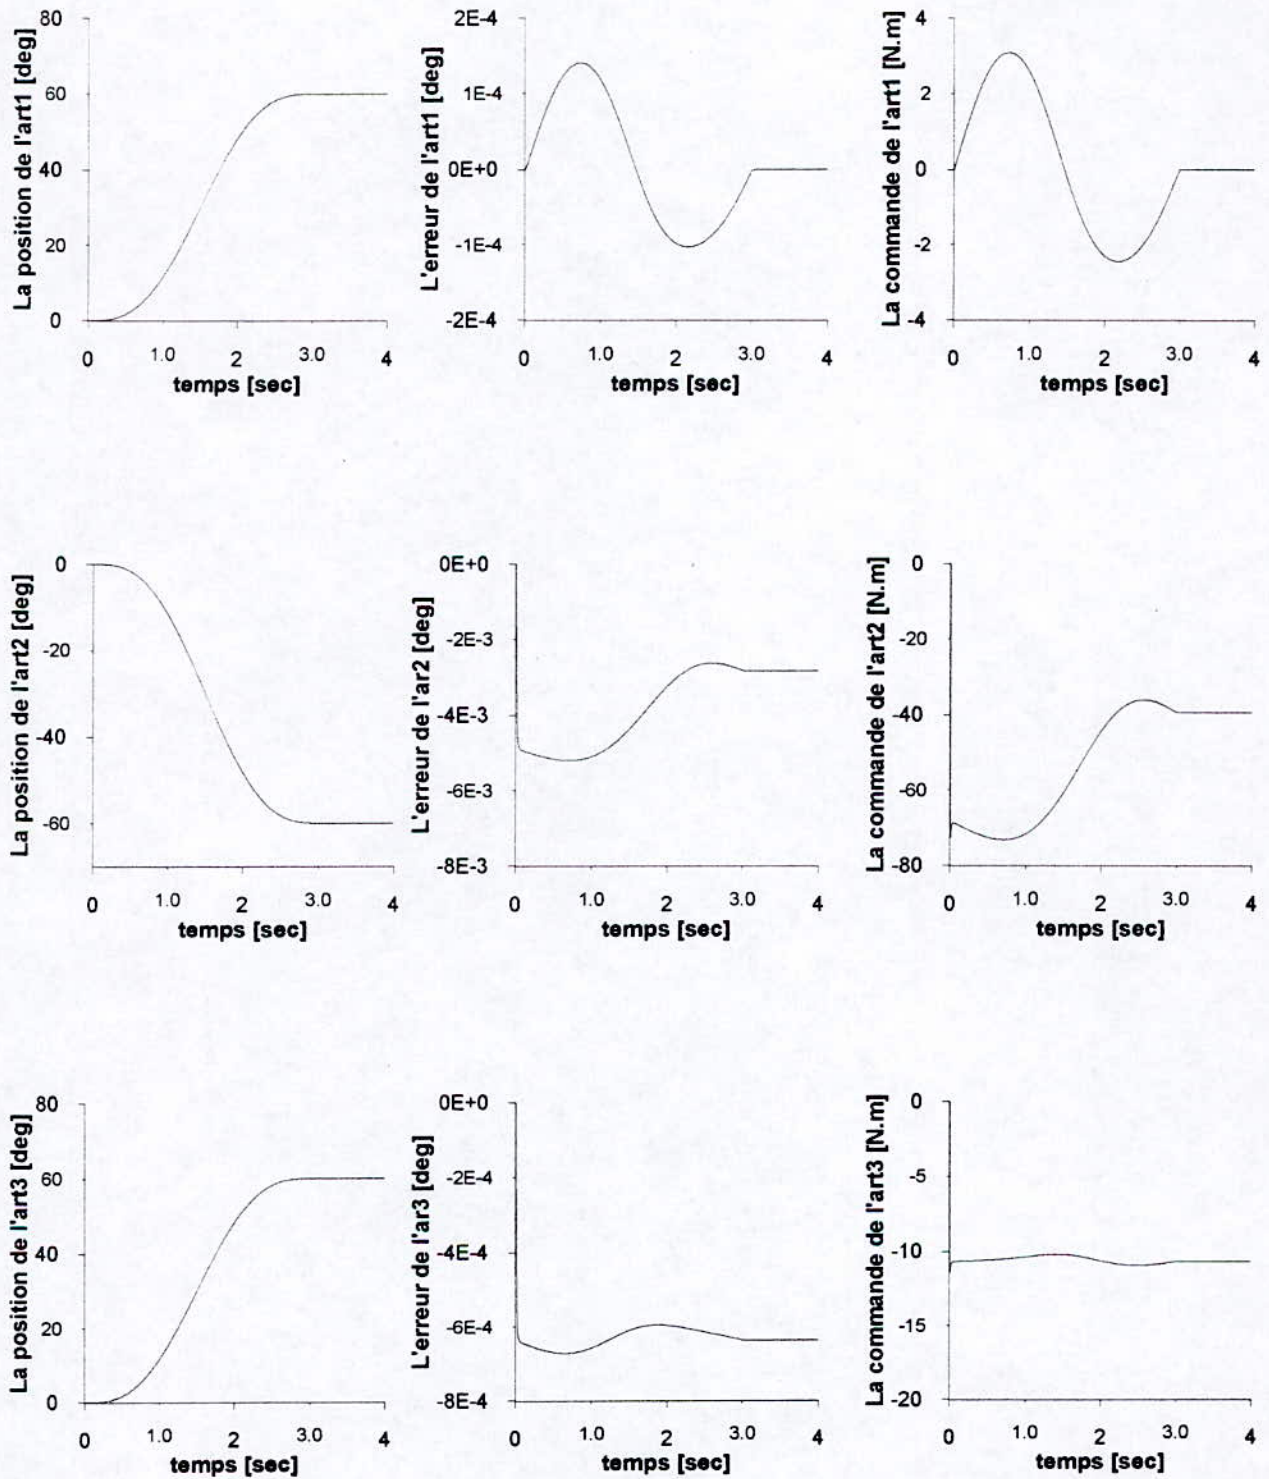 La position de l'art1 [deg]
80
60
40
20
0
0 1.0 2 3.0 4
temps [sec]
L'erreur de l'art1 [deg]
2E-4
1E-4
0E+0
-1E-4
-2E-4
0 1.0 2 3.0 4
temps [sec]
La commande de l'art1 [N.m]
4
2
0
-2
-4
0 1.0 2 3.0 4
temps [sec]
La position de l'art2 [deg]
0
-20
-40
-60
0 1.0 2 3.0 4
temps [sec]
L'erreur de l'ar2 [deg]
0E+0
-2E-3
-4E-3
-6E-3
-8E-3
0 1.0 2 3.0 4
temps [sec]
La commande de l'art2 [N.m]
0
-20
-40
-60
-80
0 1.0 2 3.0 4
temps [sec]
La position de l'art3 [deg]
80
60
40
20
0
0 1.0 2 3.0 4
temps [sec]
L'erreur de l'ar3 [deg]
0E+0
-2E-4
-4E-4
-6E-4
-8E-4
0 1.0 2 3.0 4
temps [sec]
La commande de l'art3 [N.m]
0
-5
-10
-15
-20
0 1.0 2 3.0 4
temps [sec]